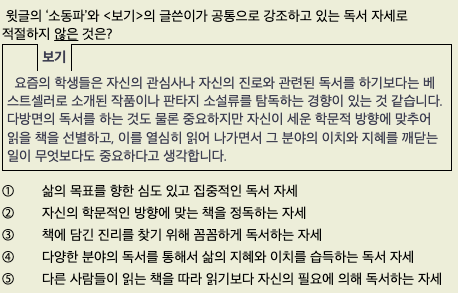 윗글의 ‘소동파’와 <보기>의 글쓴이가 공통으로 강조하고 있는 독서 자세로
적절하지 않은 것은?
보기
요즘의 학생들은 자신의 관심사나 자신의 진로와 관련된 독서를 하기보다는 베
스트셀러로 소개된 작품이나 판타지 소설류를 탐독하는 경향이 있는 것 같습니다.
다방면의 독서를 하는 것도 물론 중요하지만 자신이 세운 학문적 방향에 맞추어
읽을 책을 선별하고, 이를 열심히 읽어 나가면서 그 분야의 이치와 지혜를 깨닫는
일이 무엇보다도 중요하다고 생각합니다.
① 삶의 목표를 향한 심도 있고 집중적인 독서 자세
② 자신의 학문적인 방향에 맞는 책을 정독하는 자세
③ 책에 담긴 진리를 찾기 위해 꼼꼼하게 독서하는 자세
④ 다양한 분야의 독서를 통해서 삶의 지혜와 이치를 습득하는 독서 자세
⑤ 다른 사람들이 읽는 책을 따라 읽기보다 자신의 필요에 의해 독서하는 자세